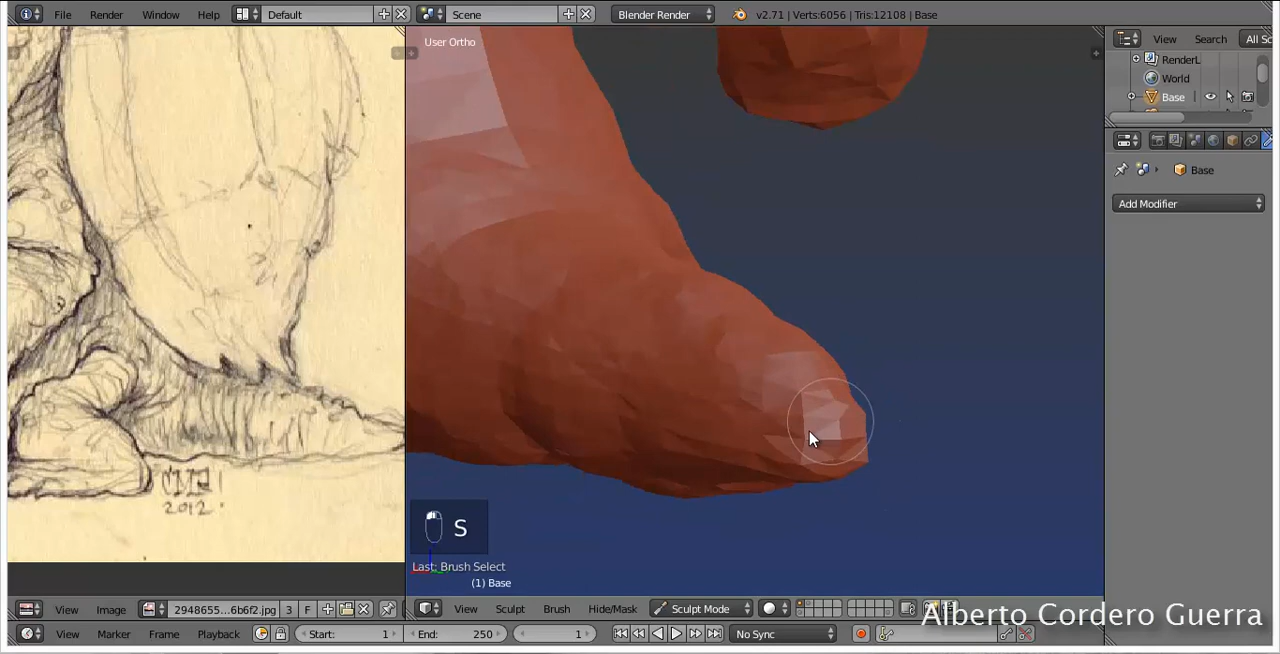 File Render Window Help Default Scene Blender Render v2.71 | Verts:6056 | Tris:12108 | Base
User Ortho
View Search All Sc
RenderL
World
Base
Base
Add Modifier
CMR!
2012.
S
Last: Brush Select
(1) Base
View Image 2948655...6b6f2.jpg 3 F View Sculpt Brush Hide/Mask Sculpt Mode
Alberto Cordero Guerra
View Marker Frame Playback Start: 1 End: 250 1 No Sync